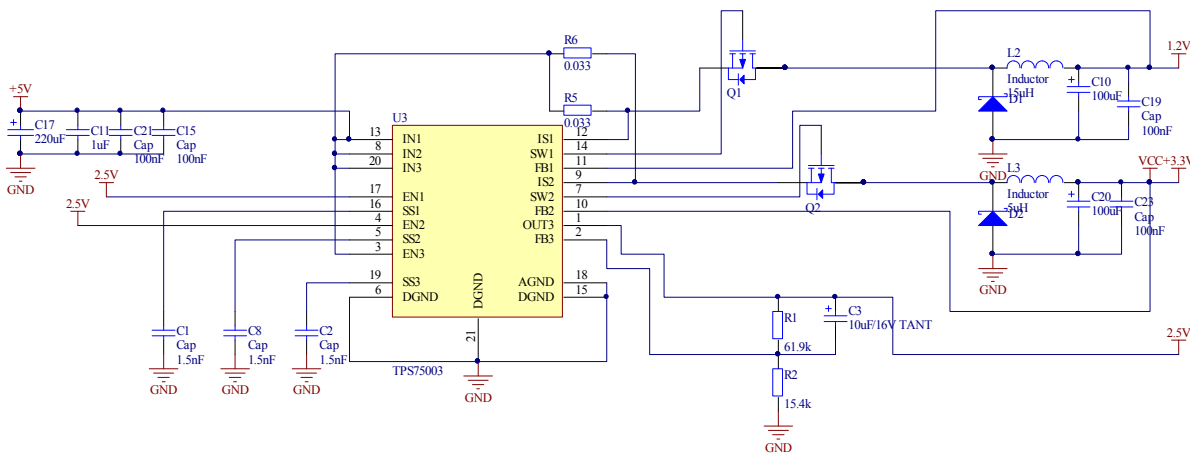 +5V
C17
220uF
C11
1uF
C21
Cap
100nF
C15
Cap
100nF
GND
2.5V
2.5V
C1
Cap
1.5nF
GND
C8
Cap
1.5nF
GND
C2
Cap
1.5nF
GND
R6
0.033
R5
0.033
U3
13 IN1 IS1 12
8 IN2 SW1 14
20 IN3 FB1 11
IS2 9
17 EN1 SW2 7
16 SS1 FB2 10
4 EN2 OUT3 1
5 SS2 FB3 2
3 EN3
19 SS3 AGND 18
6 DGND DGND 15
DGND
21
TPS75003
GND
Q1
Q2
L2
Inductor
15uH
D1
C10
100uF
C19
Cap
100nF
1.2V
GND
L3
Inductor
5uH
D2
C20
100uF
C23
Cap
100nF
VCC+3.3V
GND
R1
61.9k
C3
10uF/16V TANT
R2
15.4k
GND
2.5V